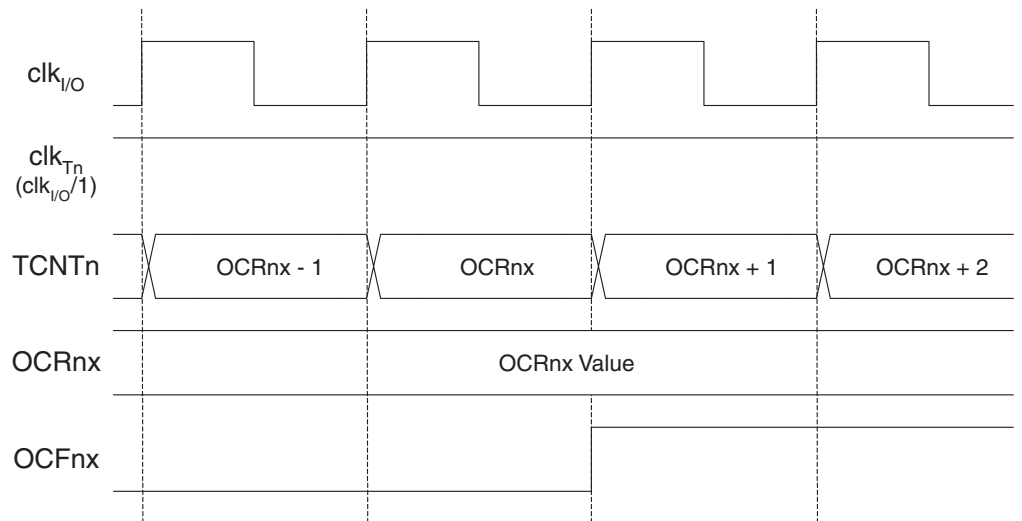 clkI/O
clkTn
(clkI/O/1)
TCNTn
OCRnx - 1
OCRnx
OCRnx + 1
OCRnx + 2
OCRnx
OCRnx Value
OCFnx